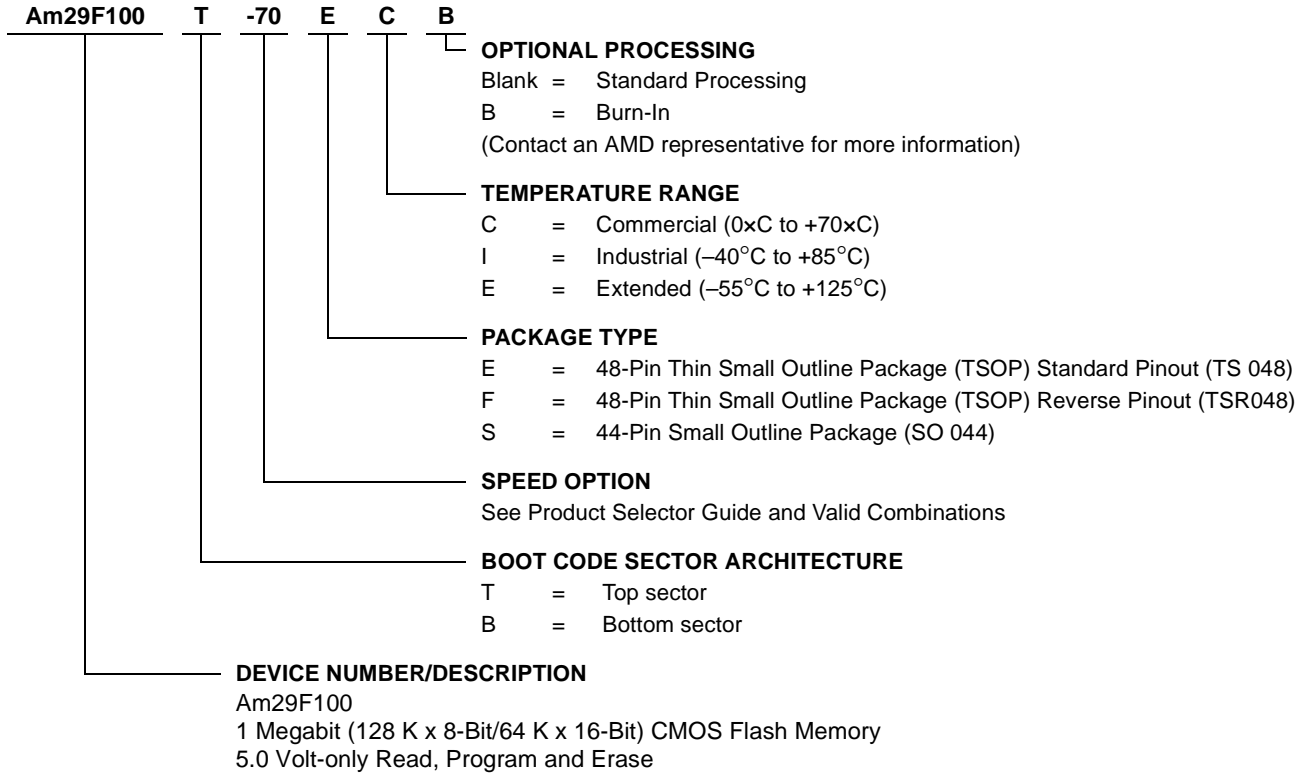 Am29F100 T -70 E C B
OPTIONAL PROCESSING
Blank = Standard Processing
B = Burn-In
(Contact an AMD representative for more information)
TEMPERATURE RANGE
C = Commercial (0×C to +70×C)
I = Industrial (–40°C to +85°C)
E = Extended (–55°C to +125°C)
PACKAGE TYPE
E = 48-Pin Thin Small Outline Package (TSOP) Standard Pinout (TS 048)
F = 48-Pin Thin Small Outline Package (TSOP) Reverse Pinout (TSR048)
S = 44-Pin Small Outline Package (SO 044)
SPEED OPTION
See Product Selector Guide and Valid Combinations
BOOT CODE SECTOR ARCHITECTURE
T = Top sector
B = Bottom sector
DEVICE NUMBER/DESCRIPTION
Am29F100
1 Megabit (128 K x 8-Bit/64 K x 16-Bit) CMOS Flash Memory
5.0 Volt-only Read, Program and Erase